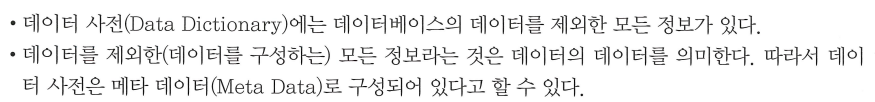 • 데이터 사전(Data Dictionary)에는 데이터베이스의 데이터를 제외한 모든 정보가 있다.
• 데이터를 제외한(데이터를 구성하는) 모든 정보라는 것은 데이터의 데이터를 의미한다. 따라서 데이
터 사전은 메타 데이터(Meta Data)로 구성되어 있다고 할 수 있다.